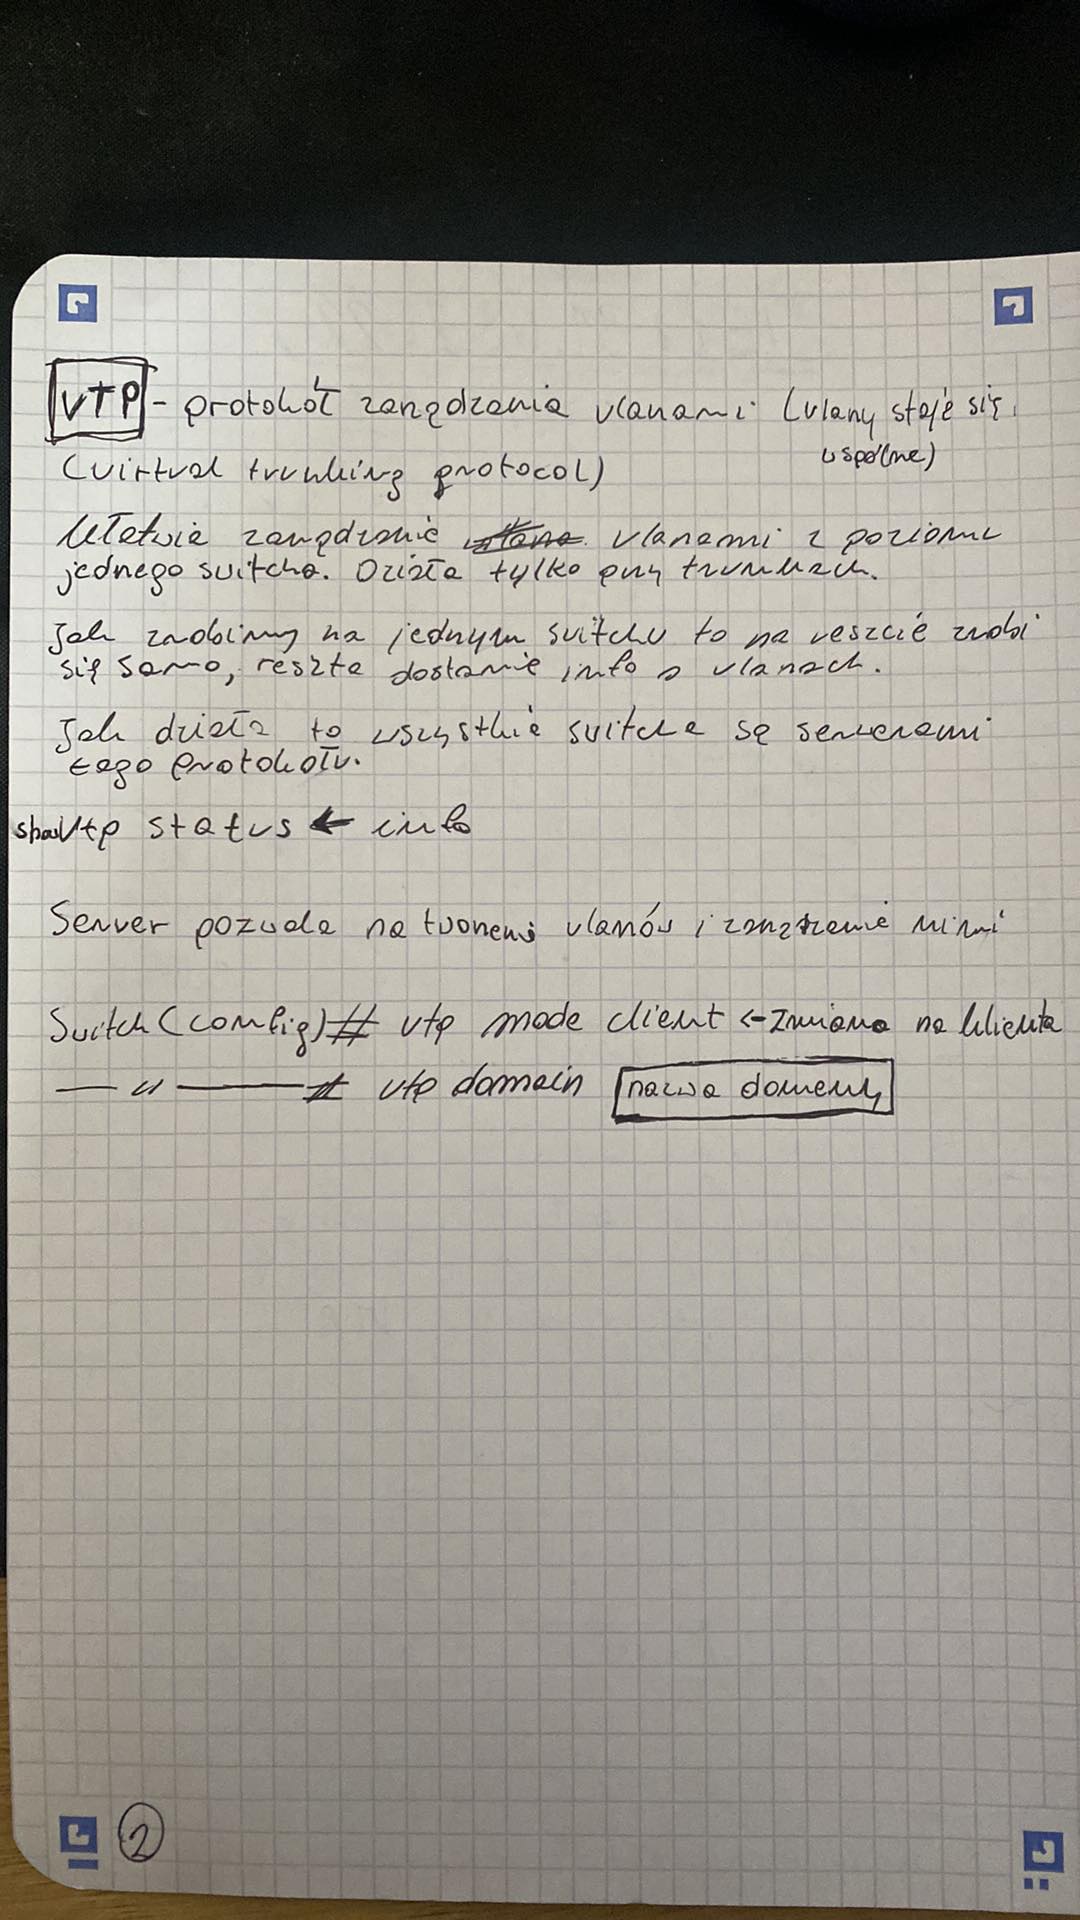 VTP - protokół zarządzania vlanami (vlany stają się
wspólne)
(virtual trunking protocol)
Ułatwia zarządzanie vlanami z poziomu
jednego switcha. Działa tylko przy trunkach.
Jak zrobimy na jednym switchu to na reszcie zrobi
się samo, reszta dostanie info o vlanach.
Jak działa to wszystkie switche są serwerami
tego protokołu.
show vtp status ← info
Server pozwala na tworzenie vlanów i zarządzanie nimi
Switch(config)# vtp mode client ← zmiana na klienta
— " — # vtp domain nazwa domeny
2